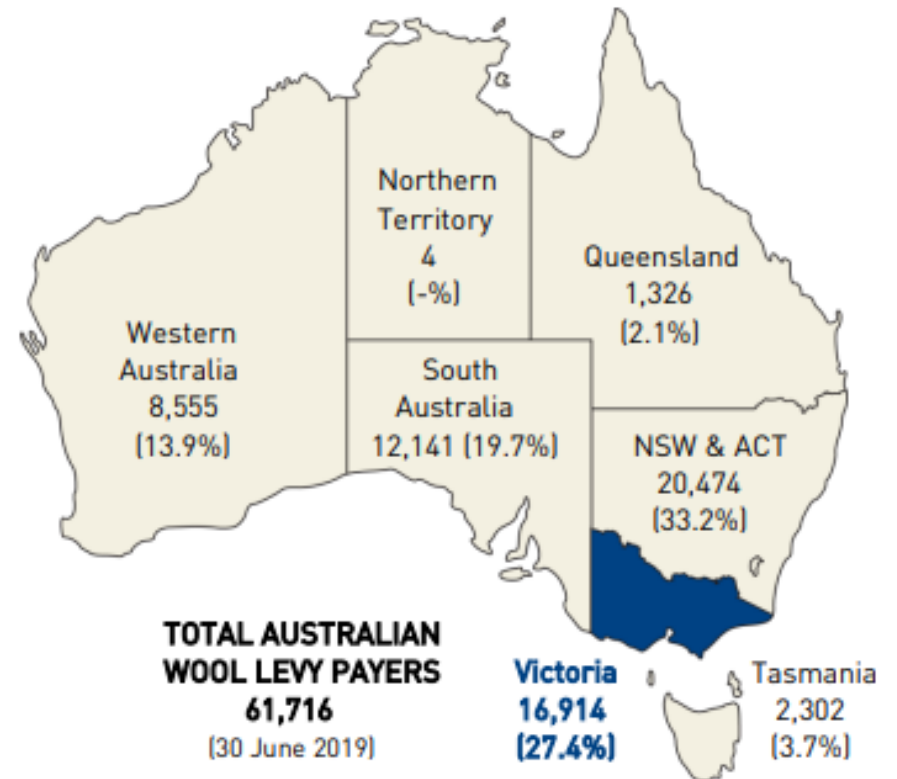 Northern
Territory
4
(-%)
Queensland
1,326
(2.1%)
Western
Australia
8,555
(13.9%)
South
Australia
12,141 (19.7%)
NSW & ACT
20,474
(33.2%)
TOTAL AUSTRALIAN
WOOL LEVY PAYERS
61,716
(30 June 2019)
Victoria
16,914
(27.4%)
Tasmania
2,302
(3.7%)